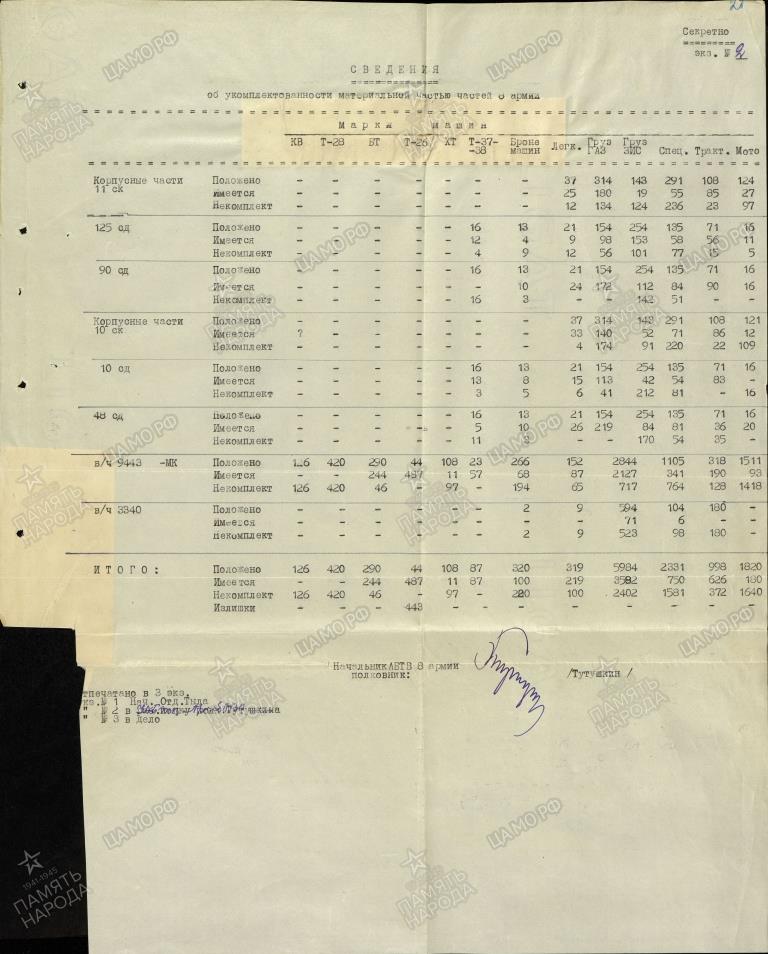 Секретно
экз. № 2
СВЕДЕНИЯ
об укомплектованности материальной частью частей 8 армии
Марки машин
КВ Т-28 БТ Т-26 ХТ Т-37-38 Броне машин Легк. Груз ГАЗ Груз ЗИС Спец. Тракт. Мото
Корпусные части 11 ск
Положено - - - - - - - 37 314 143 291 108 124
Имеется - - - - - - - 25 180 19 55 85 27
Некомплект - - - - - - - 12 134 124 236 23 97
125 сд Положено - - - - - 16 13 21 154 254 135 71 16
Имеется - - - - - 12 4 9 98 153 58 56 11
Некомплект - - - - - 4 9 12 56 101 77 15 5
90 сд Положено - - - - - 16 13 21 154 254 135 71 16
Имеется - - - - - - 10 24 172 112 84 90 16
Некомплект - - - - - 16 3 - - 142 51 - -
Корпусные части 10 ск
Положено - - - - - - - 37 314 143 291 108 121
Имеется ? - - - - - - 33 140 52 71 86 12
Некомплект - - - - - - - 4 174 91 220 22 109
10 сд Положено - - - - - 16 13 21 154 254 135 71 16
Имеется - - - - - 13 8 15 113 42 54 83 -
Некомплект - - - - - 3 5 6 41 212 81 - 16
48 сд Положено - - - - - 16 13 21 154 254 135 71 16
Имеется - - - - - 5 10 26 219 84 81 36 20
Некомплект - - - - - 11 3 - - 170 54 35 -
в/ч 9443 -МК Положено 126 420 290 44 108 23 266 152 2844 1105 318 1511
Имеется - - 244 487 11 57 68 87 2127 341 190 93
Некомплект 126 420 46 - 97 - 194 65 717 764 128 1418
в/ч 3340 Положено - - - - - - 2 9 594 104 180 -
Имеется - - - - - - - - 71 6 - -
Некомплект - - - - - - 2 9 523 98 180 -
ИТОГО: Положено 126 420 290 44 108 87 320 319 5984 2331 998 1820
Имеется - - 244 487 11 87 100 219 3582 750 626 180
Некомплект 126 420 46 - 97 - 220 100 2402 1581 372 1640
Излишки - - - 443 - - - - - - - -
Начальник АБТВ 8 армии
полковник: /Тутушкин /
тпечатано в 3 экз.
кз.№ 1 Нач. Отд.Тыла
" № 2 в
" № 3 в Дело
ПАМЯТЬ НАРОДА
1941-1945
ЦАМО РФ